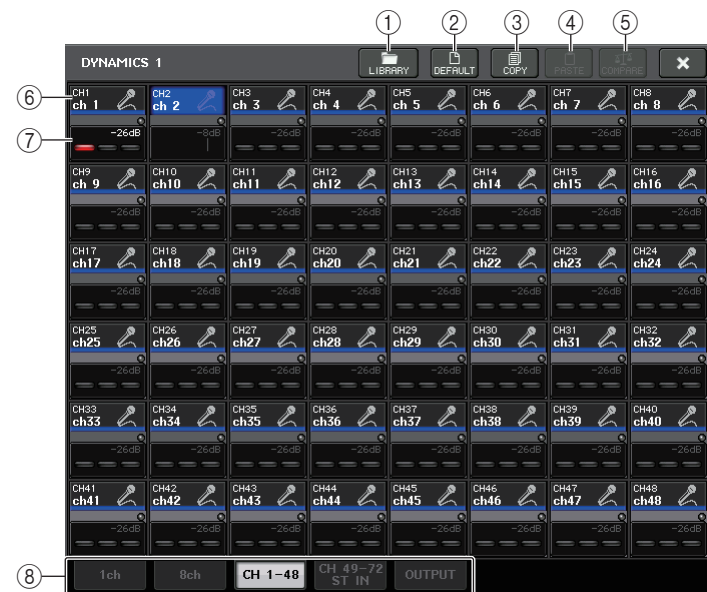 ① ② ③ ④ ⑤
DYNAMICS 1 LIBRARY DEFAULT COPY PASTE COMPARE
⑥
CH1 CH2 CH3 CH4 CH5 CH6 CH7 CH8
ch 1 ch 2 ch 3 ch 4 ch 5 ch 6 ch 7 ch 8
⑦
-26dB -8dB -26dB -26dB -26dB -26dB -26dB -26dB
CH9 CH10 CH11 CH12 CH13 CH14 CH15 CH16
ch 9 ch10 ch11 ch12 ch13 ch14 ch15 ch16
-26dB -26dB -26dB -26dB -26dB -26dB -26dB -26dB
CH17 CH18 CH19 CH20 CH21 CH22 CH23 CH24
ch17 ch18 ch19 ch20 ch21 ch22 ch23 ch24
-26dB -26dB -26dB -26dB -26dB -26dB -26dB -26dB
CH25 CH26 CH27 CH28 CH29 CH30 CH31 CH32
ch25 ch26 ch27 ch28 ch29 ch30 ch31 ch32
-26dB -26dB -26dB -26dB -26dB -26dB -26dB -26dB
CH33 CH34 CH35 CH36 CH37 CH38 CH39 CH40
ch33 ch34 ch35 ch36 ch37 ch38 ch39 ch40
-26dB -26dB -26dB -26dB -26dB -26dB -26dB -26dB
CH41 CH42 CH43 CH44 CH45 CH46 CH47 CH48
ch41 ch42 ch43 ch44 ch45 ch46 ch47 ch48
-26dB -26dB -26dB -26dB -26dB -26dB -26dB -26dB
⑧
1ch 8ch CH 1-48 CH 49-72 OUTPUT
ST IN